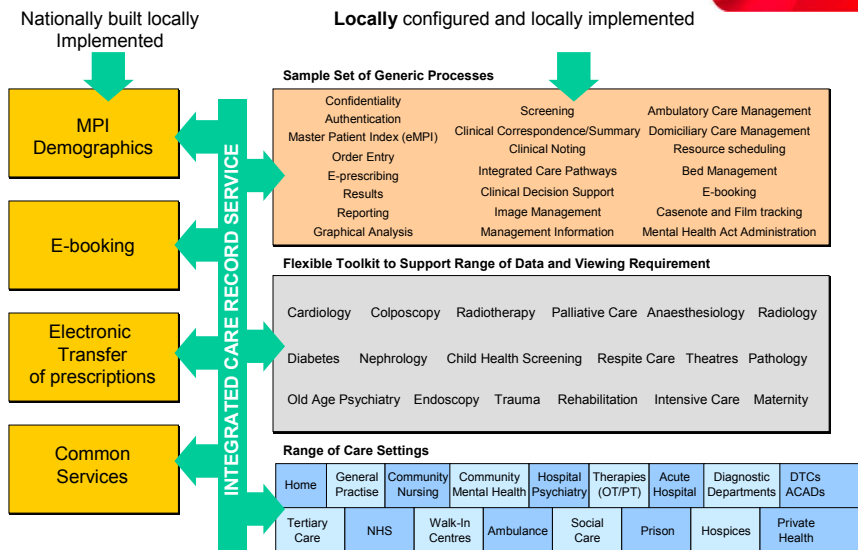 Nationally built locally
Implemented
Locally configured and locally implemented
MPI
Demographics
E-booking
Electronic
Transfer
of prescriptions
Common
Services
INTEGRATED CARE RECORD SERVICE
Sample Set of Generic Processes
Confidentiality
Authentication
Master Patient Index (eMPI)
Order Entry
E-prescribing
Results
Reporting
Graphical Analysis
Screening
Clinical Correspondence/Summary
Clinical Noting
Integrated Care Pathways
Clinical Decision Support
Image Management
Management Information
Ambulatory Care Management
Domiciliary Care Management
Resource scheduling
Bed Management
E-booking
Casenote and Film tracking
Mental Health Act Administration
Flexible Toolkit to Support Range of Data and Viewing Requirement
Cardiology Colposcopy Radiotherapy Palliative Care Anaesthesiology Radiology
Diabetes Nephrology Child Health Screening Respite Care Theatres Pathology
Old Age Psychiatry Endoscopy Trauma Rehabilitation Intensive Care Maternity
Range of Care Settings
Home
General
Practise
Community
Nursing
Community
Mental Health
Hospital
Psychiatry
Therapies
(OT/PT)
Acute
Hospital
Diagnostic
Departments
DTCs
ACADs
Tertiary
Care
NHS
Walk-In
Centres
Ambulance
Social
Care
Prison
Hospices
Private
Health